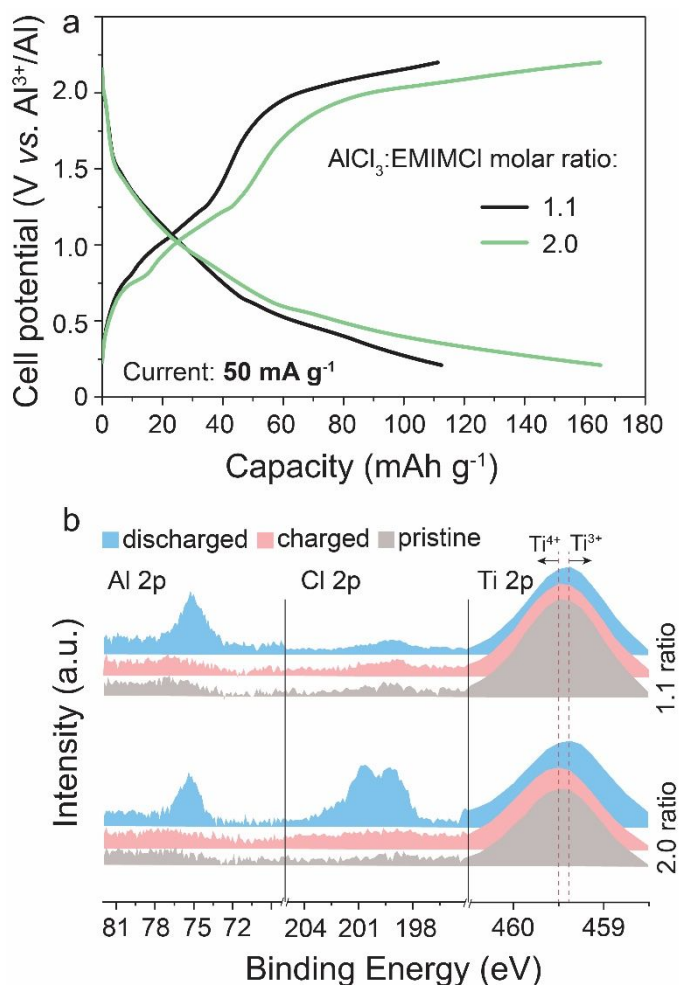 a
Cell potential (V vs. Al³⁺/Al)
2.0
1.5
1.0
0.5
0
AlCl₃:EMIMCl molar ratio:
1.1
2.0
Current: 50 mA g⁻¹
0 20 40 60 80 100 120 140 160 180
Capacity (mAh g⁻¹)
b
discharged charged pristine
Ti⁴⁺ Ti³⁺
Al 2p Cl 2p Ti 2p
Intensity (a.u.)
1.1 ratio
2.0 ratio
81 78 75 72 204 201 198 460 459
Binding Energy (eV)